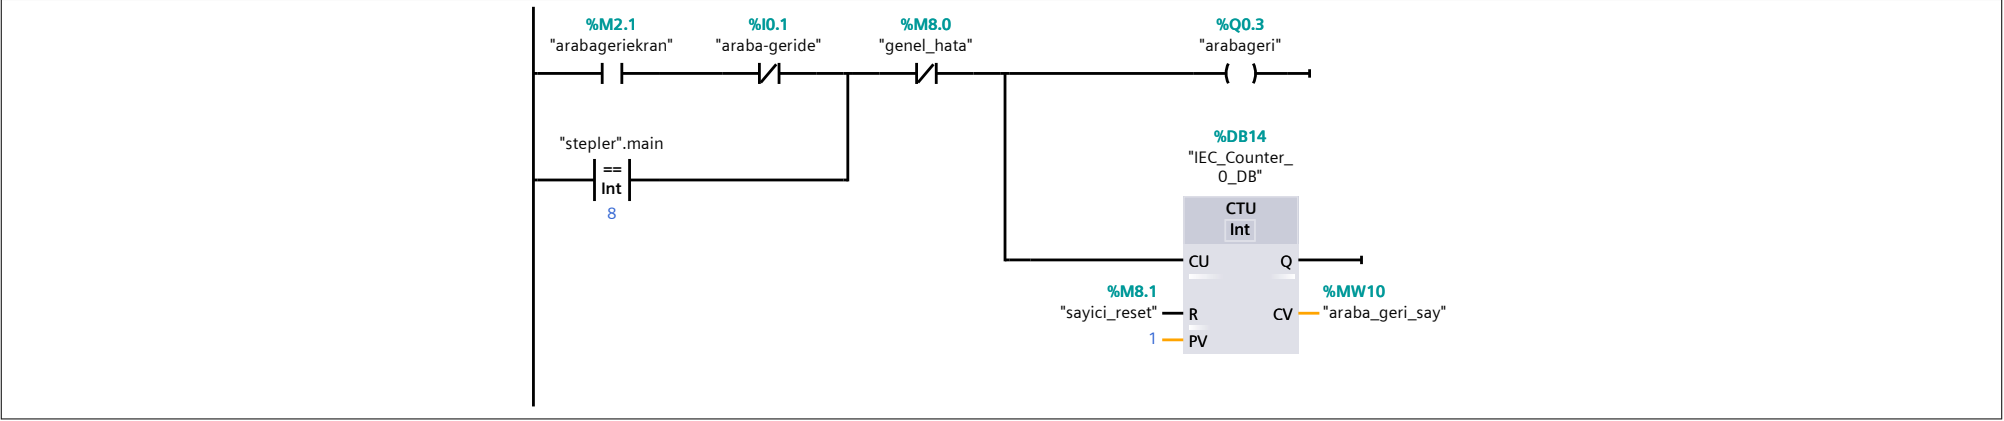 %M2.1
"arabageriekran"
%I0.1
"araba-geride"
%M8.0
"genel_hata"
%Q0.3
"arabageri"
"stepler".main
==
Int
8
%DB14
"IEC_Counter_
0_DB"
CTU
Int
CU
Q
%M8.1
"sayici_reset"
R
1
PV
CV
%MW10
"araba_geri_say"